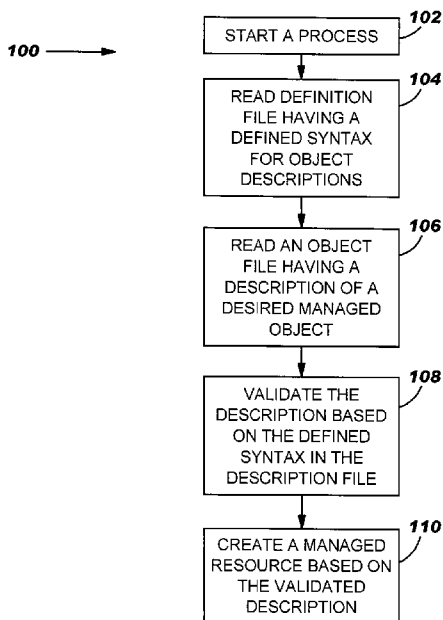 100
102
START A PROCESS
104
READ DEFINITION
FILE HAVING A
DEFINED SYNTAX
FOR OBJECT
DESCRIPTIONS
106
READ AN OBJECT
FILE HAVING A
DESCRIPTION OF A
DESIRED MANAGED
OBJECT
108
VALIDATE THE
DESCRIPTION BASED
ON THE DEFINED
SYNTAX IN THE
DESCRIPTION FILE
110
CREATE A MANAGED
RESOURCE BASED ON
THE VALIDATED
DESCRIPTION